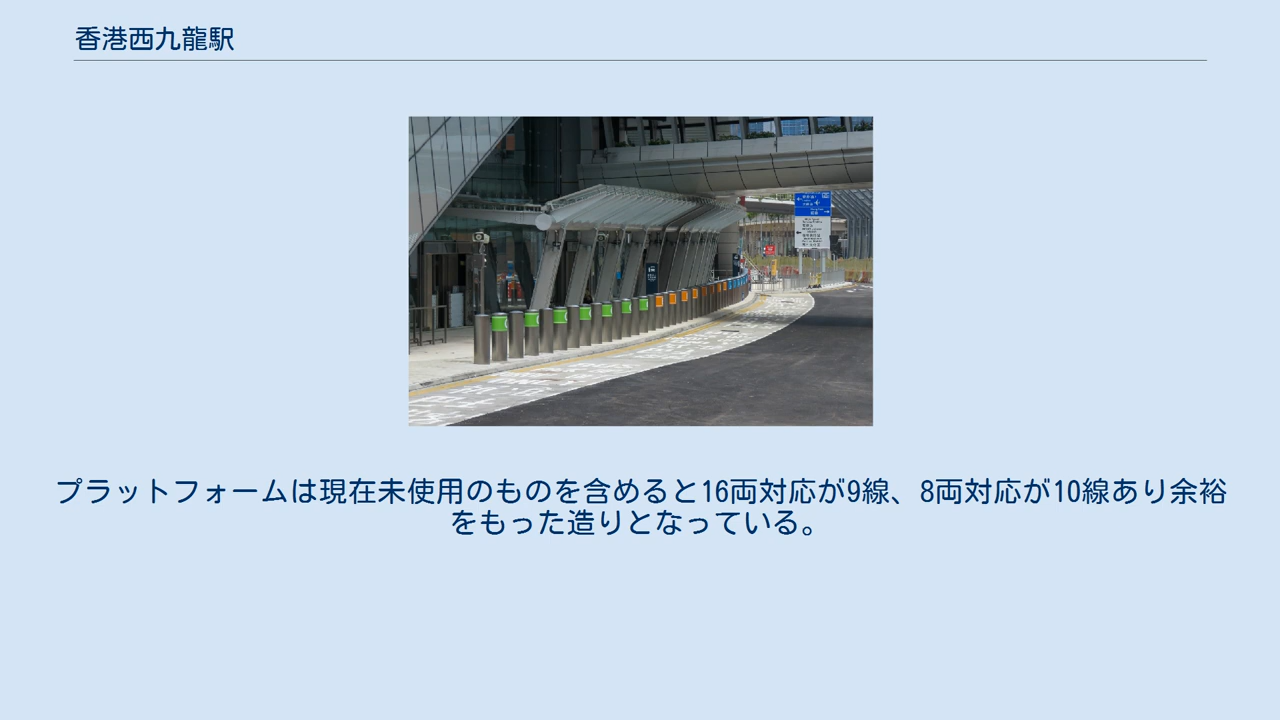 香港西九龍駅
プラットフォームは現在未使用のものを含めると16両対応が9線、8両対応が10線あり余裕
をもった造りとなっている。